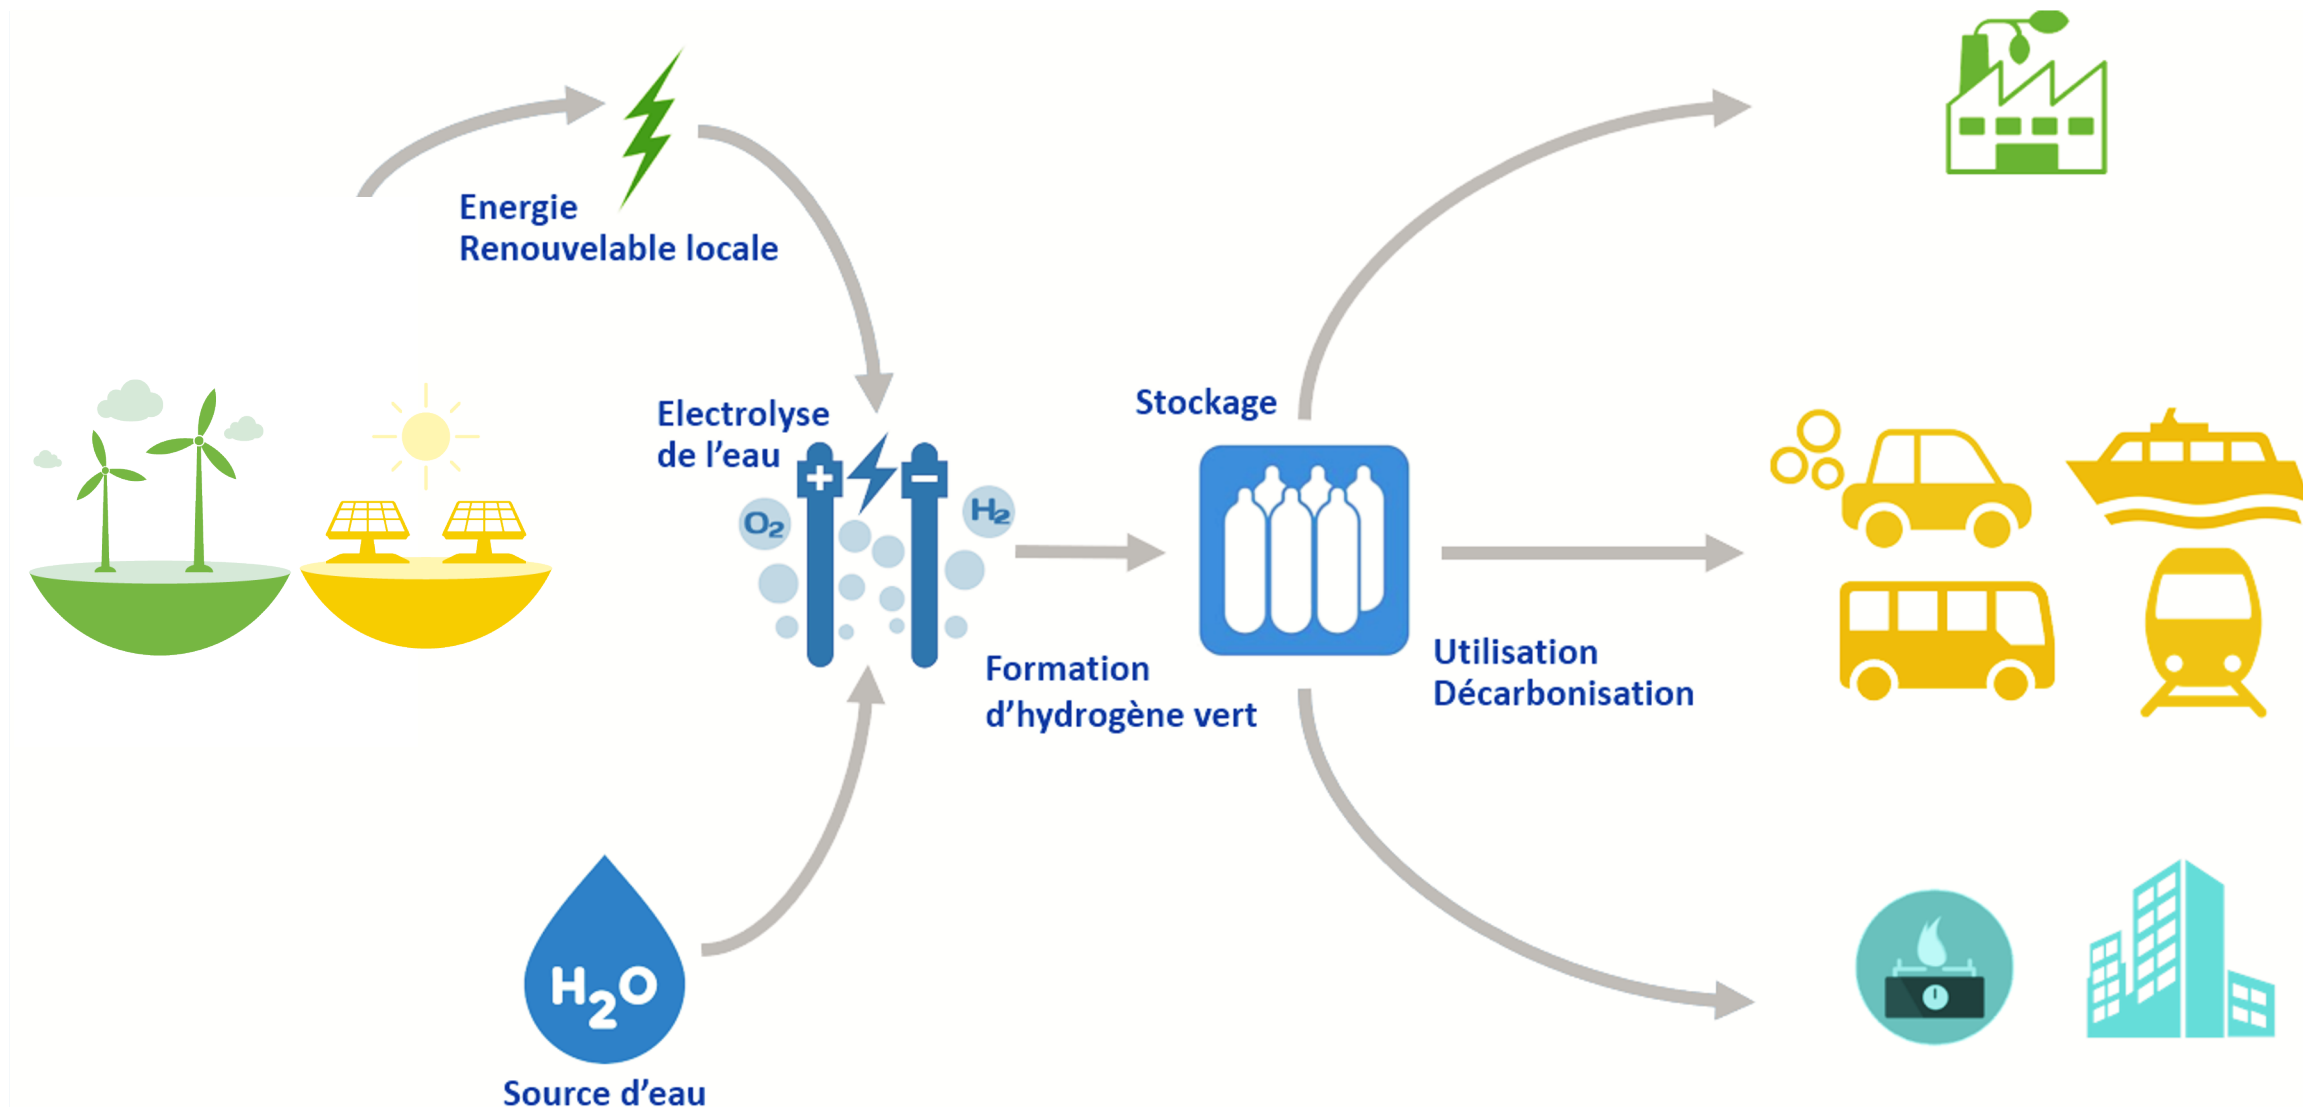 Energie
Renouvelable locale
Electrolyse
de l'eau
+
−
O₂
H₂
Stockage
Formation
d'hydrogène vert
Utilisation
Décarbonisation
H₂O
Source d'eau